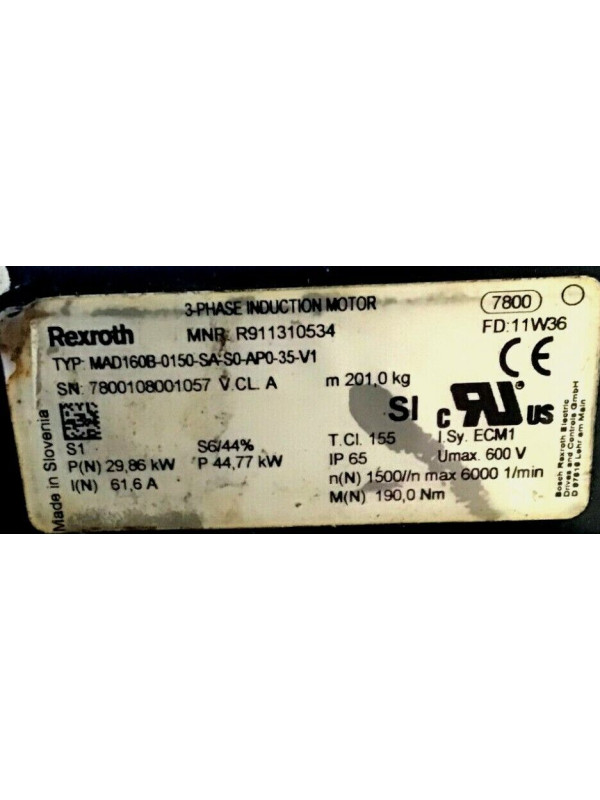 3-PHASE INDUCTION MOTOR
7800
Rexroth
MNR: R911310534
FD:11W36
TYP: MAD160B-0150-SA-S0-AP0-35-V1
CE
SN: 7800108001057 V.CL. A
m 201,0 kg
SI
c RU US
S1
S6/44%
T.Cl. 155
I.Sy. ECM1
P(N) 29,86 kW
P 44,77 kW
IP 65
Umax. 600 V
n(N) 1500//n max 6000 1/min
I(N) 61,6 A
M(N) 190,0 Nm
Made in Slovenia
Bosch Rexroth Electric
Drives and Controls GmbH
D 97816 Lohr am Main